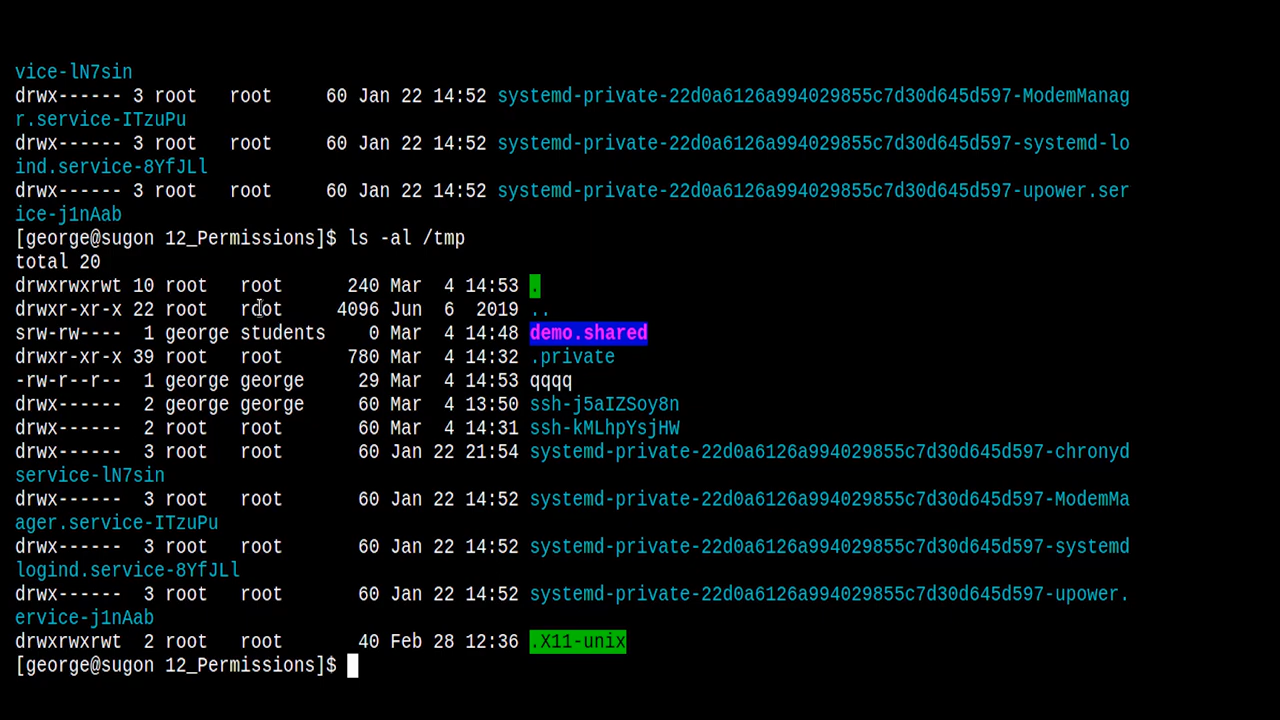 vice-lN7sin
drwx------ 3 root   root     60 Jan 22 14:52 systemd-private-22d0a6126a994029855c7d30d645d597-ModemManag
r.service-ITzuPu
drwx------ 3 root   root     60 Jan 22 14:52 systemd-private-22d0a6126a994029855c7d30d645d597-systemd-lo
ind.service-8YfJLl
drwx------ 3 root   root     60 Jan 22 14:52 systemd-private-22d0a6126a994029855c7d30d645d597-upower.ser
ice-j1nAab
[george@sugon 12_Permissions]$ ls -al /tmp
total 20
drwxrwxrwt 10 root   root      240 Mar  4 14:53 .
drwxr-xr-x 22 root   root     4096 Jun  6  2019 ..
srw-rw----  1 george students    0 Mar  4 14:48 demo.shared
drwxr-xr-x 39 root   root      780 Mar  4 14:32 .private
-rw-r--r--  1 george george     29 Mar  4 14:53 qqqq
drwx------  2 george george     60 Mar  4 13:50 ssh-j5aIZSoy8n
drwx------  2 root   root       60 Mar  4 14:31 ssh-kMLhpYsjHW
drwx------  3 root   root       60 Jan 22 21:54 systemd-private-22d0a6126a994029855c7d30d645d597-chronyd
service-lN7sin
drwx------  3 root   root       60 Jan 22 14:52 systemd-private-22d0a6126a994029855c7d30d645d597-ModemMa
ager.service-ITzuPu
drwx------  3 root   root       60 Jan 22 14:52 systemd-private-22d0a6126a994029855c7d30d645d597-systemd
logind.service-8YfJLl
drwx------  3 root   root       60 Jan 22 14:52 systemd-private-22d0a6126a994029855c7d30d645d597-upower.
ervice-j1nAab
drwxrwxrwt  2 root   root       40 Feb 28 12:36 .X11-unix
[george@sugon 12_Permissions]$